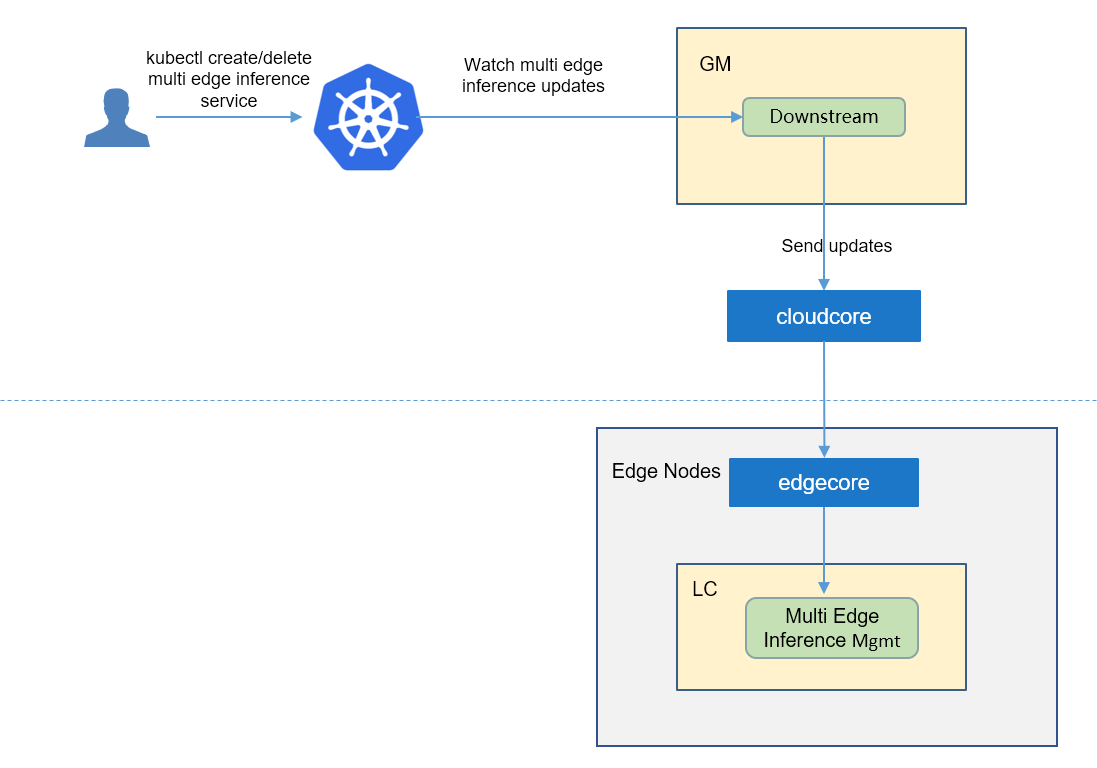 kubectl create/delete
multi edge inference
service
Watch multi edge
inference updates
GM
Downstream
Send updates
cloudcore
Edge Nodes
edgecore
LC
Multi Edge
Inference Mgmt